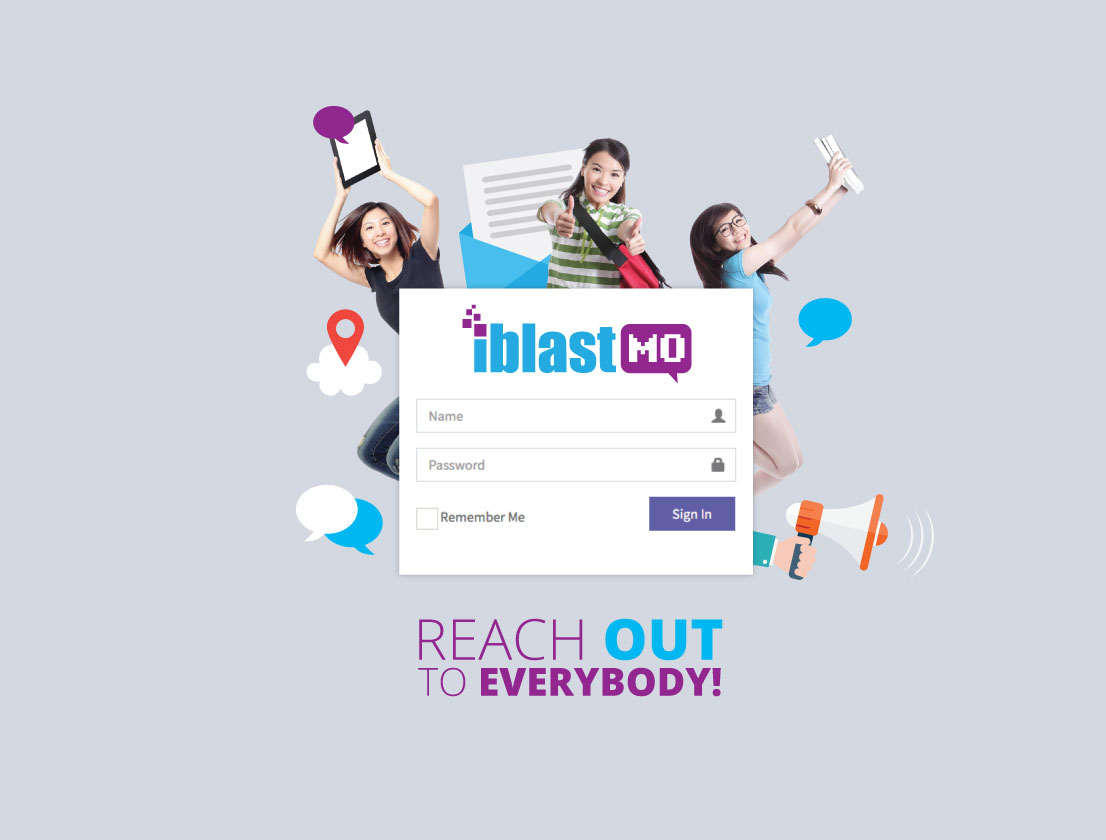 iblast MO
Name
Password
Remember Me
Sign In
REACH OUT
TO EVERYBODY!